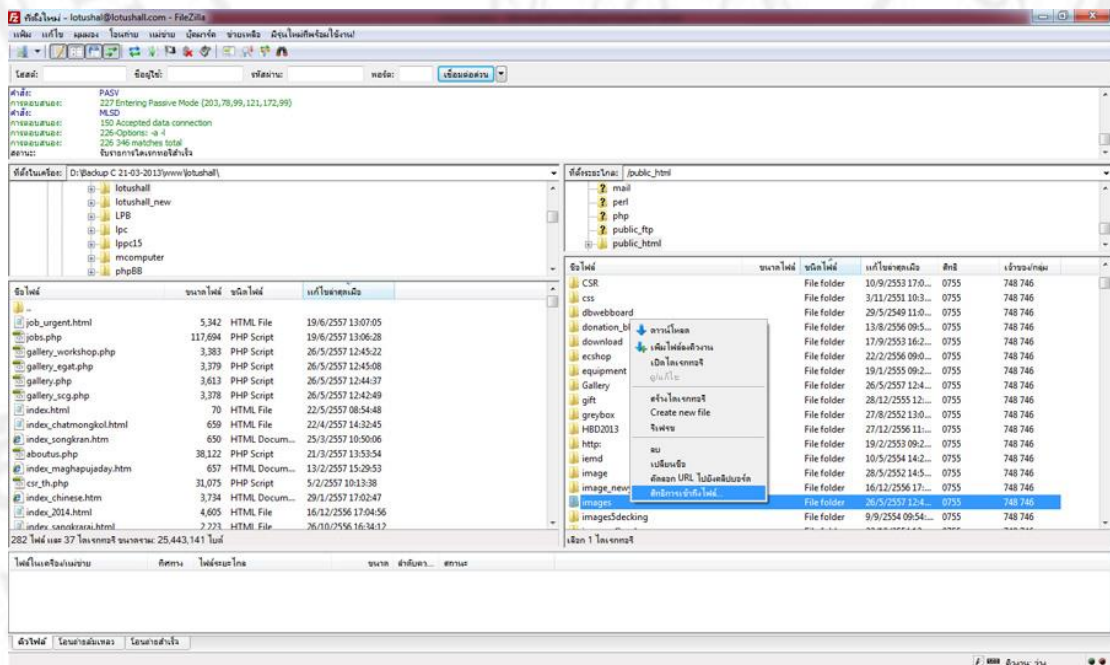 ที่ตั้งใหม่ - lotushal@lotushall.com - FileZilla
แฟ้ม แก้ไข มุมมอง โอนถ่าย แม่ข่าย บุ๊คมาร์ค ช่วยเหลือ มีรุ่นใหม่ที่พร้อมใช้งาน!
โฮสต์: ชื่อผู้ใช้: รหัสผ่าน: พอร์ต: เชื่อมต่อด่วน
คำสั่ง: PASV
การตอบสนอง: 227 Entering Passive Mode (203,78,99,121,172,99)
คำสั่ง: MLSD
การตอบสนอง: 150 Accepted data connection
การตอบสนอง: 226-Options: -a -l
การตอบสนอง: 226 346 matches total
สถานะ: รับรายการไดเรกทอรีสำเร็จ
ที่ตั้งในเครื่อง: D:\Backup C 21-03-2013\www\lotushall\
lotushall
lotushall_new
LPB
lpc
lppc15
mcomputer
phpBB
ชื่อไฟล์ ขนาดไฟล์ ชนิดไฟล์ แก้ไขล่าสุดเมื่อ
..
job_urgent.html 5,342 HTML File 19/6/2557 13:07:05
jobs.php 117,694 PHP Script 19/6/2557 13:06:28
gallery_workshop.php 3,383 PHP Script 26/5/2557 12:45:22
gallery_egat.php 3,379 PHP Script 26/5/2557 12:45:08
gallery.php 3,613 PHP Script 26/5/2557 12:44:37
gallery_scg.php 3,378 PHP Script 26/5/2557 12:42:49
index.html 70 HTML File 22/5/2557 08:54:48
index_chatmongkol.html 659 HTML File 22/4/2557 14:32:45
index_songkran.htm 650 HTML Docum... 25/3/2557 10:50:06
aboutus.php 38,122 PHP Script 21/3/2557 13:53:54
index_maghapujaday.htm 657 HTML Docum... 13/2/2557 15:29:53
csr_th.php 31,075 PHP Script 5/2/2557 10:13:38
index_chinese.htm 3,734 HTML Docum... 29/1/2557 17:02:47
index_2014.html 4,605 HTML File 16/12/2556 17:04:56
index_sangkrarai.html 2,223 HTML File 26/10/2556 16:34:12
282 ไฟล์ และ 37 ไดเรกทอรี ขนาดรวม: 25,443,141 ไบต์
ที่ตั้งระยะไกล: /public_html
mail
perl
php
public_ftp
public_html
ชื่อไฟล์ ขนาดไฟล์ ชนิดไฟล์ แก้ไขล่าสุดเมื่อ สิทธิ เจ้าของ/กลุ่ม
CSR File folder 10/9/2553 17:0... 0755 748 746
css File folder 3/11/2551 10:3... 0755 748 746
dbwebboard File folder 29/5/2549 11:0... 0755 748 746
donation_bl File folder 13/8/2556 09:5... 0755 748 746
download File folder 17/9/2553 16:2... 0755 748 746
ecshop File folder 22/2/2556 09:0... 0755 748 746
equipment File folder 19/1/2555 09:2... 0755 748 746
Gallery File folder 26/5/2557 12:4... 0755 748 746
gift File folder 28/12/2555 12:... 0755 748 746
greybox File folder 27/8/2552 13:0... 0755 748 746
HBD2013 File folder 27/12/2556 11:... 0755 748 746
http: File folder 19/2/2553 09:2... 0755 748 746
iemd File folder 10/5/2554 14:2... 0755 748 746
image File folder 28/5/2552 14:5... 0755 748 746
image_new File folder 16/12/2556 17:... 0755 748 746
images File folder 26/5/2557 12:4... 0755 748 746
images5decking File folder 9/9/2554 09:54:... 0755 748 746
ดาวน์โหลด
เพิ่มไฟล์ลงคิวงาน
เปิดไดเรกทอรี
ดู/แก้ไข
สร้างไดเรกทอรี
Create new file
รีเฟรช
ลบ
เปลี่ยนชื่อ
คัดลอก URL ไปยังคลิปบอร์ด
สิทธิการเข้าถึงไฟล์...
เลือก 1 ไดเรกทอรี
ไฟล์ในเครื่อง/แม่ข่าย ทิศทาง ไฟล์ระยะไกล ขนาด ลำดับคว... สถานะ
คิวไฟล์ โอนถ่ายล้มเหลว โอนถ่ายสำเร็จ
คิวงาน: ว่าง